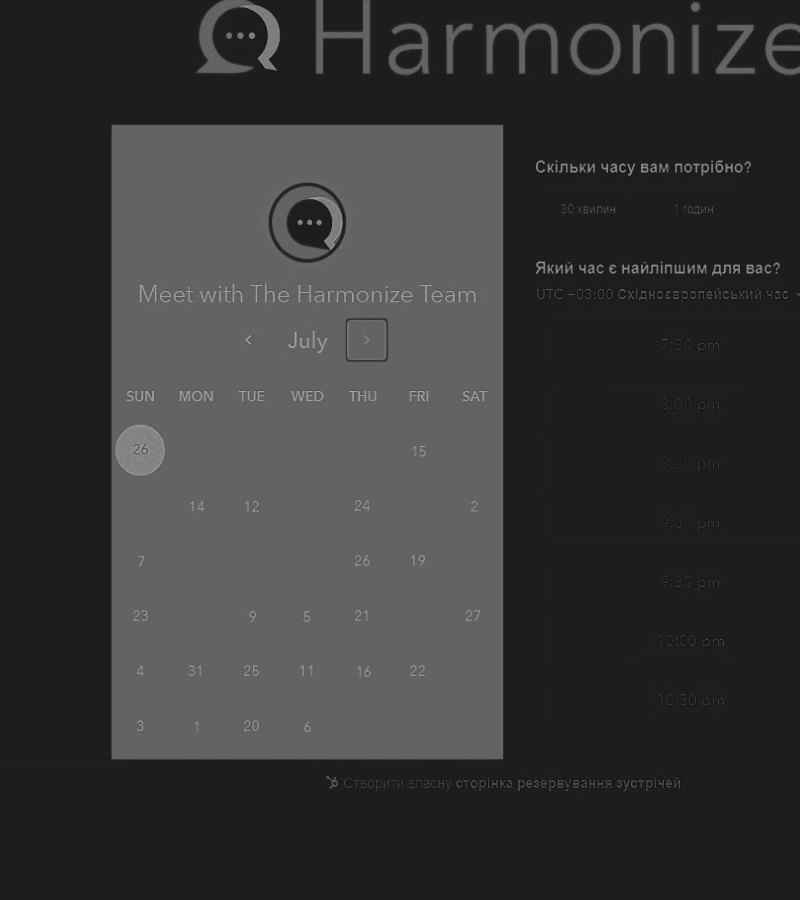 Harmonize
Meet with The Harmonize Team
July
SUN MON TUE WED THU FRI SAT
26 15
14 12 24 2
7 26 19
23 9 5 21 27
4 31 25 11 16 22
3 1 20 6
Скільки часу вам потрібно?
30 хвилин 1 годин
Який час є найліпшим для вас?
UTC +03:00 Східноєвропейський час
7:30 pm
8:00 pm
8:30 pm
9:00 pm
9:30 pm
10:00 pm
10:30 pm
Створити власну сторінка резервування зустрічей